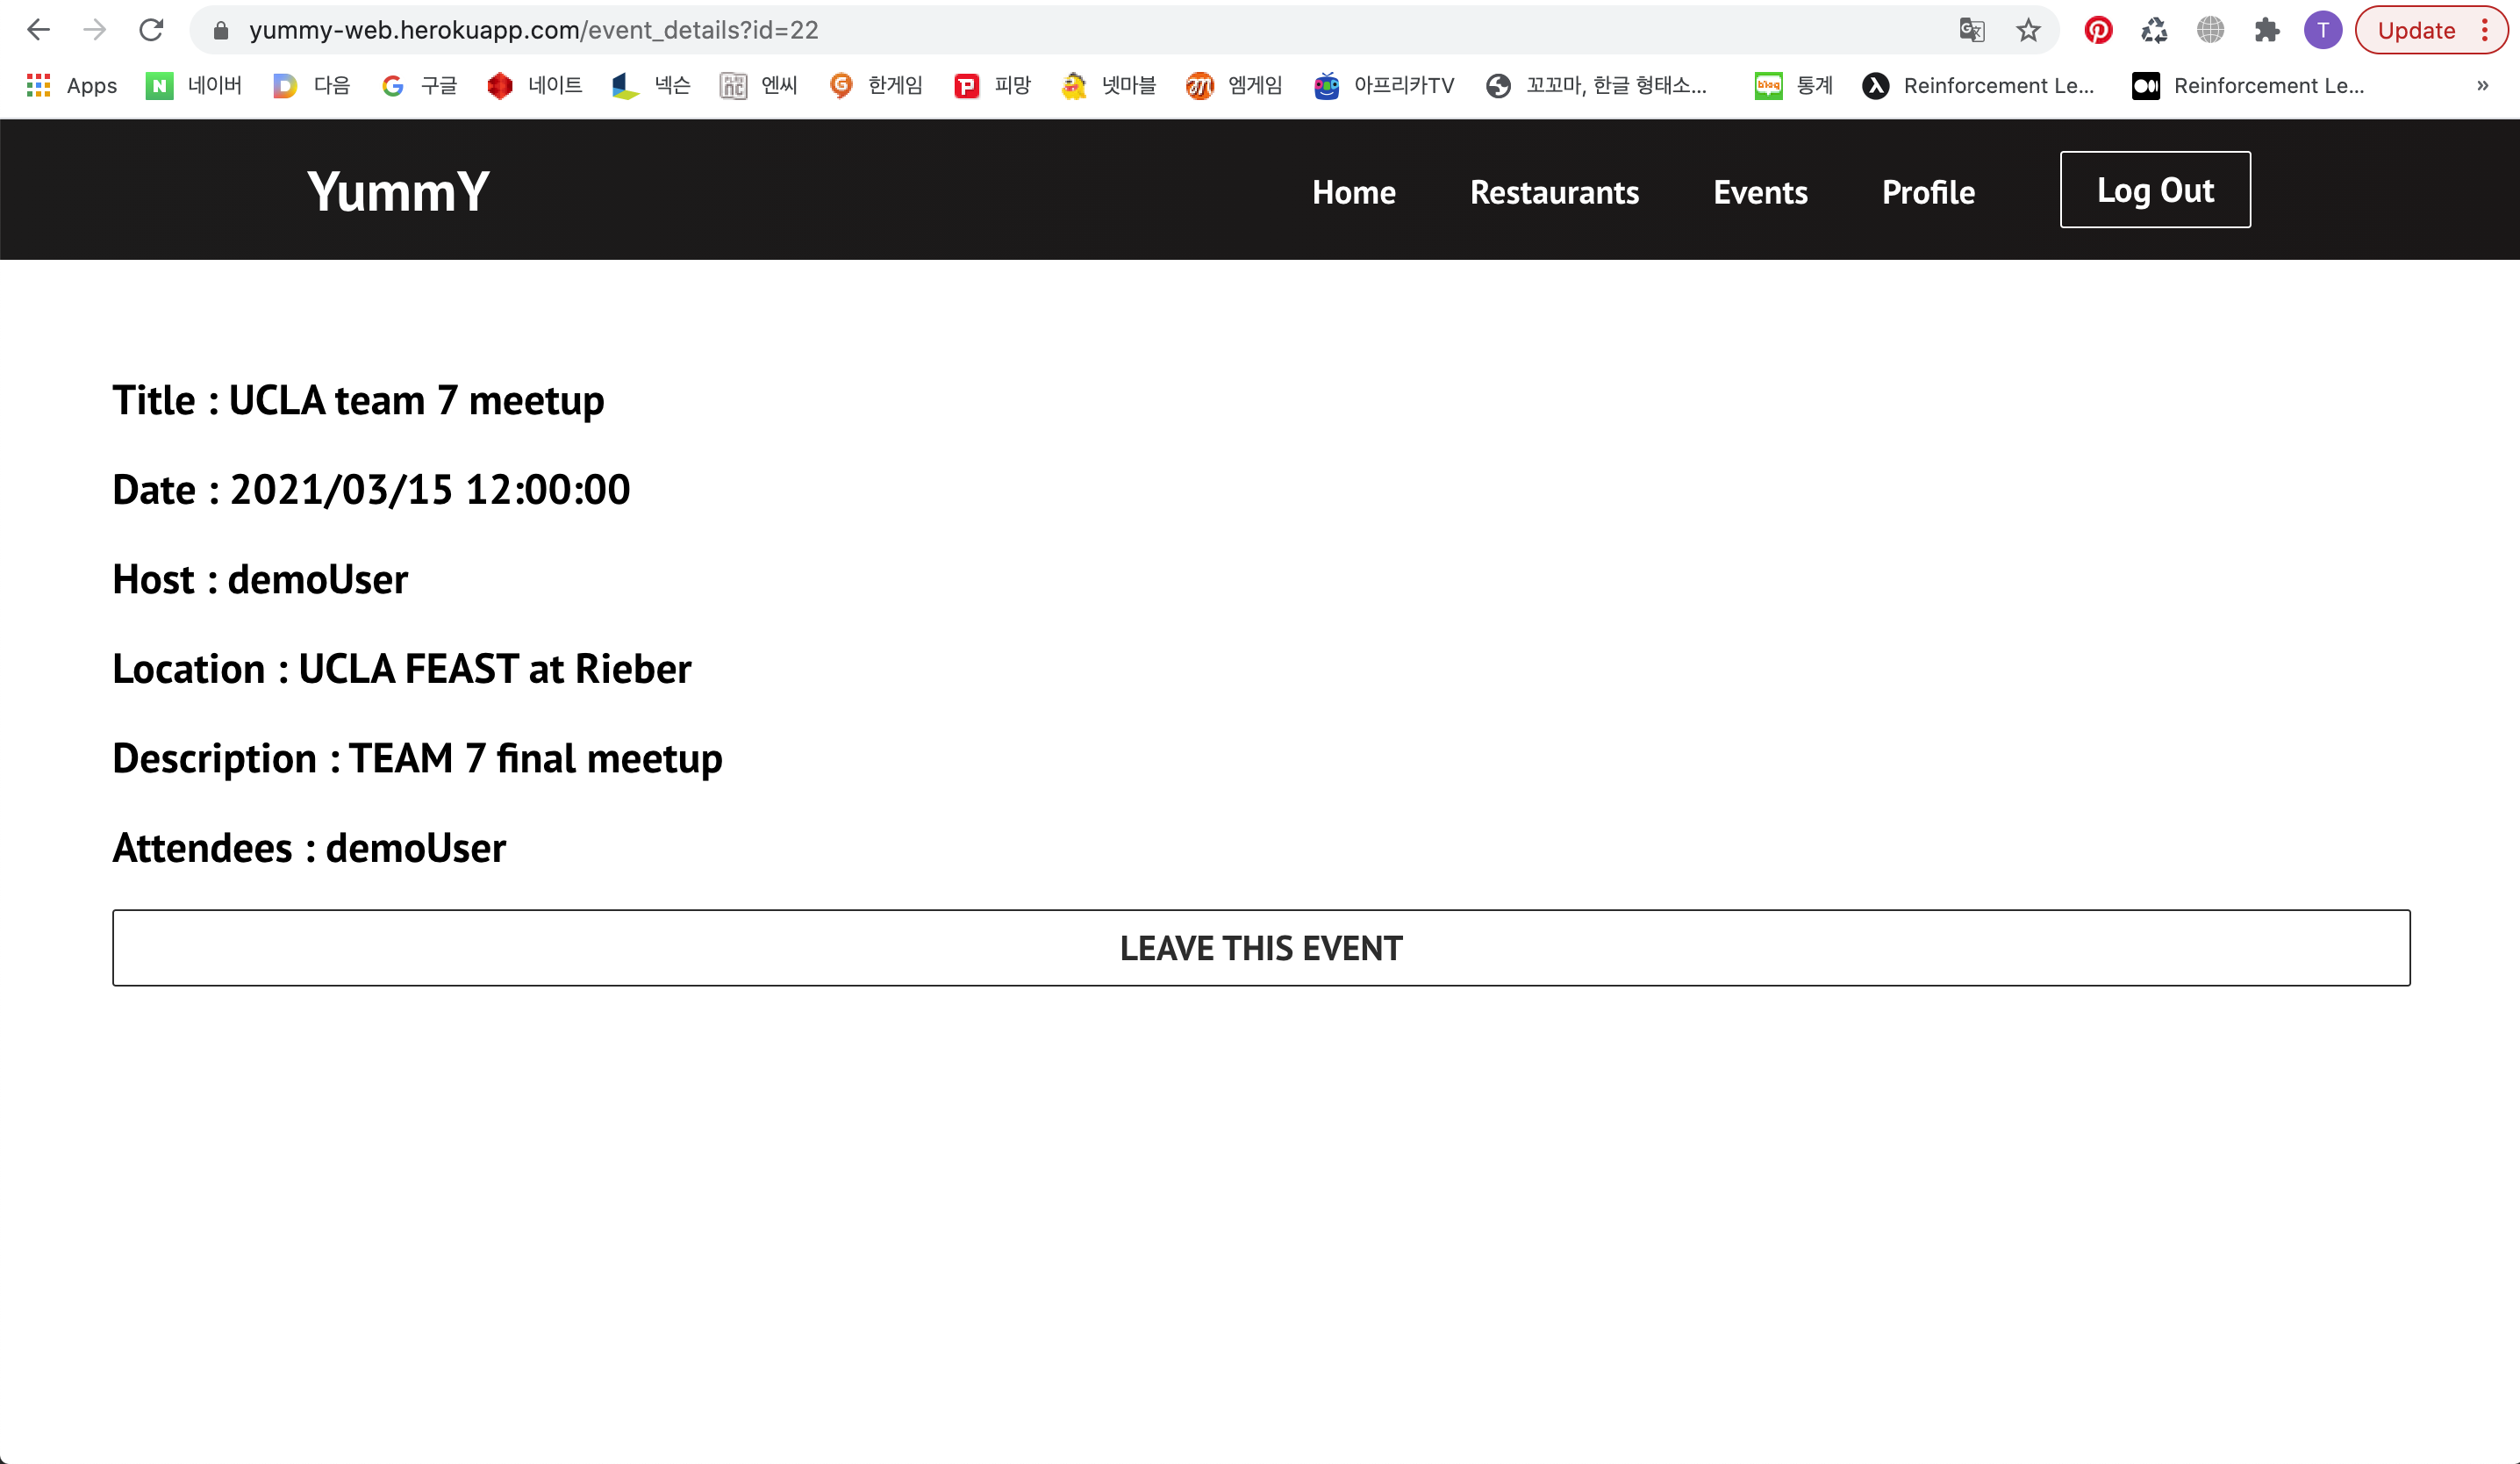 yummy-web.herokuapp.com/event_details?id=22
T
Update
Apps
N 네이버
다음
구글
네이트
넥슨
PLAY NC 엔씨
한게임
피망
넷마블
엠게임
아프리카TV
꼬꼬마, 한글 형태소...
blog 통계
Reinforcement Le...
Reinforcement Le...
»
YummY
Home
Restaurants
Events
Profile
Log Out
Title : UCLA team 7 meetup
Date : 2021/03/15 12:00:00
Host : demoUser
Location : UCLA FEAST at Rieber
Description : TEAM 7 final meetup
Attendees : demoUser
LEAVE THIS EVENT